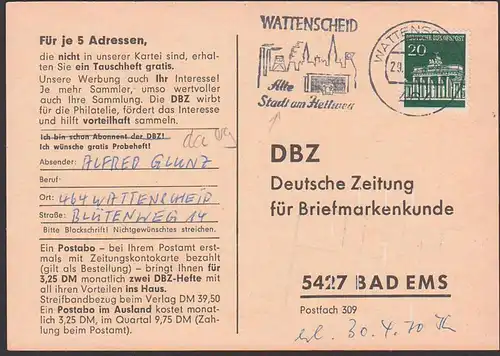 Für je 5 Adressen,
die nicht in unserer Kartei sind, erhal-
ten Sie ein Tauschheft gratis.
Unsere Werbung auch Ihr Interesse!
Je mehr Sammler, umso wertvoller
auch Ihre Sammlung. Die DBZ wirbt
für die Philatelie, fördert das Interesse
und hilft vorteilhaft sammeln.
Ich bin schon Abonnent der DBZ!
Ich wünsche gratis Probeheft!
Absender: ALFRED GLUNZ
Beruf:
Ort: 464 WATTENSCHEID
Straße: BLÜTENWEG 14
Bitte Blockschrift! Nichtgewünschtes streichen.
Ein Postabo – bei Ihrem Postamt erst-
mals mit Zeitungskontokarte bezahlt
(gilt als Bestellung) – bringt Ihnen für
3,25 DM monatlich zwei DBZ-Hefte mit
all ihren Vorteilen ins Haus.
Streifbandbezug beim Verlag DM 39,50
Ein Postabo im Ausland kostet monat-
lich 3,25 DM, im Quartal 9,75 DM (Zah-
lung beim Postamt).
WATTENSCHEID
Alte
Stadt am Hellweg
DEUTSCHE BUNDESPOST
20
DBZ
Deutsche Zeitung
für Briefmarkenkunde
5427 BAD EMS
Postfach 309
erl. 30.4.70